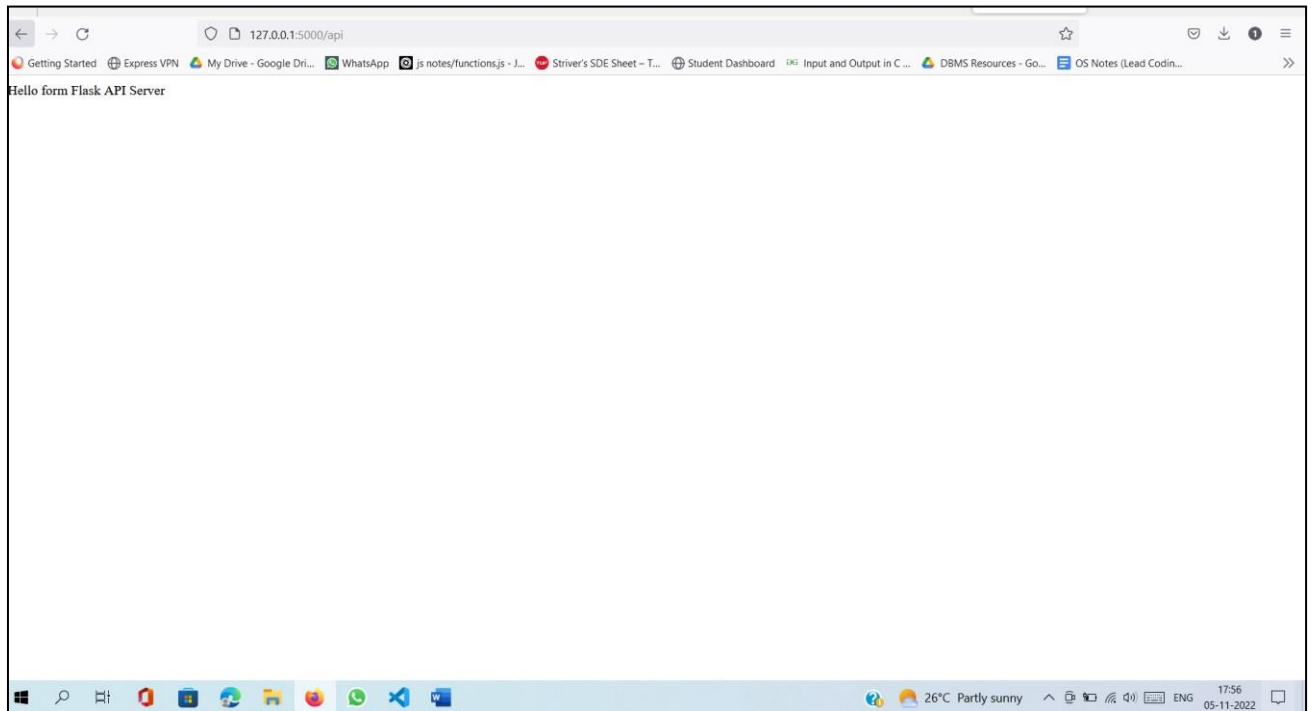 127.0.0.1:5000/api
1
Getting Started Express VPN My Drive - Google Dri... WhatsApp js notes/functions.js - J... Striver's SDE Sheet – T... Student Dashboard Input and Output in C ... DBMS Resources - Go... OS Notes (Lead Codin...
Hello form Flask API Server
26°C Partly sunny ENG 17:56
05-11-2022